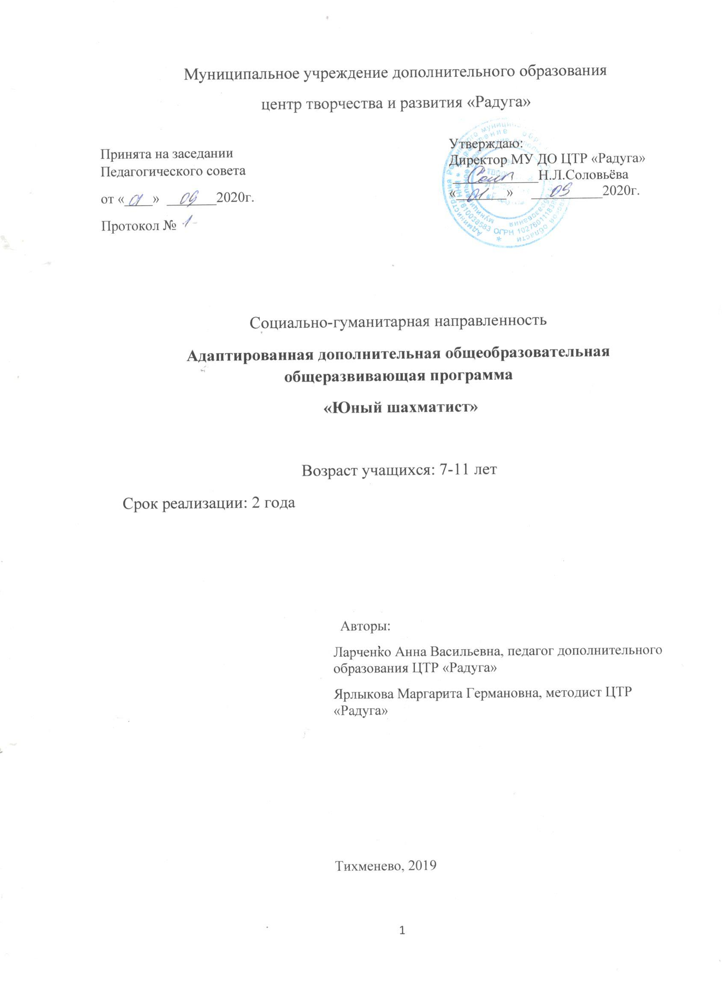 Муниципальное учреждение дополнительного образования
центр творчества и развития «Радуга»
Принята на заседании
Педагогического совета
от «01» 09 2020г.
Протокол № 1
Утверждаю:
Директор МУ ДО ЦТР «Радуга»
Н.Л.Соловьёва
«01» 09 2020г.
ОГРН 1027601118386
Социально-гуманитарная направленность
Адаптированная дополнительная общеобразовательная
общеразвивающая программа
«Юный шахматист»
Возраст учащихся: 7-11 лет
Срок реализации: 2 года
Авторы:
Ларченко Анна Васильевна, педагог дополнительного
образования ЦТР «Радуга»
Ярлыкова Маргарита Германовна, методист ЦТР
«Радуга»
Тихменево, 2019
1